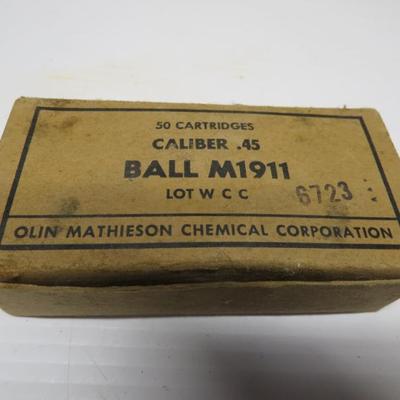 50 CARTRIDGES
CALIBER .45
BALL M1911
LOT W C C 6723
OLIN MATHIESON CHEMICAL CORPORATION